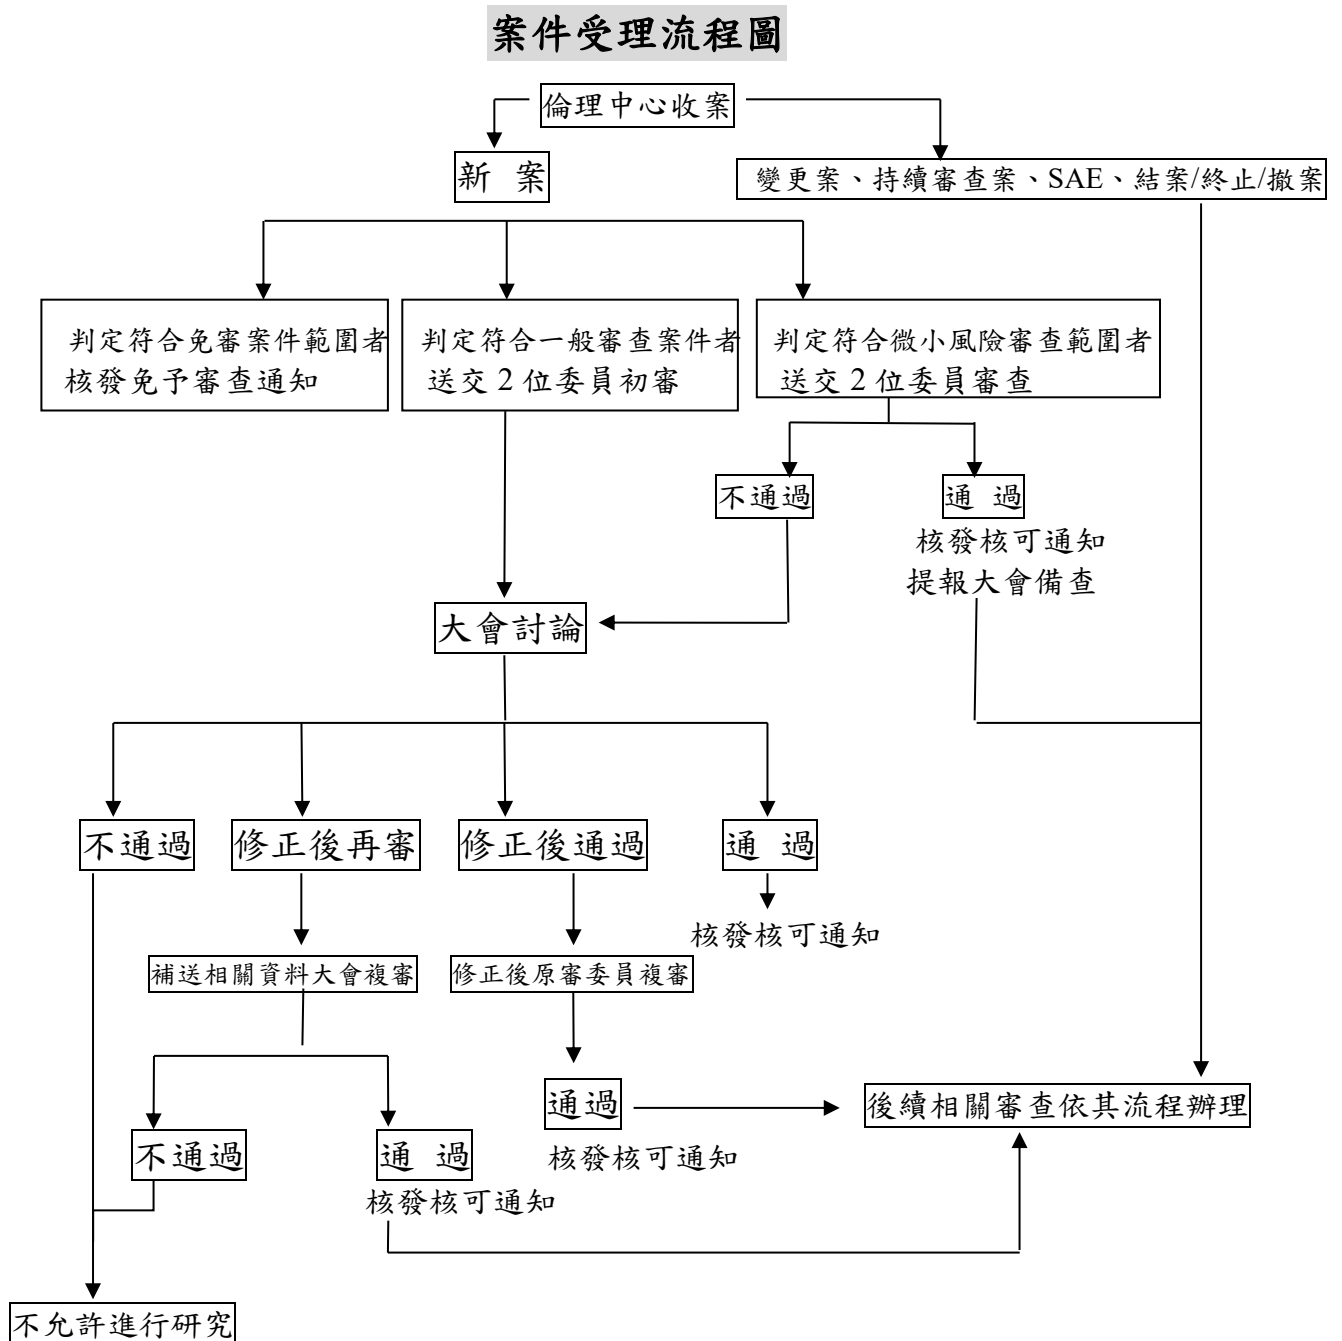 案件受理流程圖
倫理中心收案
新 案
變更案、持續審查案、SAE、結案/終止/撤案
判定符合免審案件範圍者
核發免予審查通知
判定符合一般審查案件者
送交 2 位委員初審
判定符合微小風險審查範圍者
送交 2 位委員審查
不通過
通 過
核發核可通知
提報大會備查
大會討論
不通過
修正後再審
修正後通過
通 過
核發核可通知
補送相關資料大會複審
修正後原審委員複審
通過
核發核可通知
後續相關審查依其流程辦理
不通過
通 過
核發核可通知
不允許進行研究